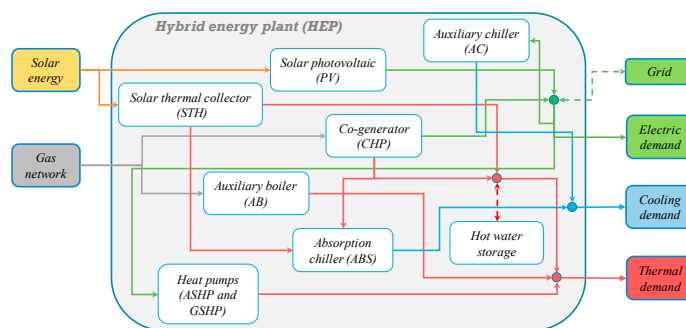 Hybrid energy plant (HEP)
Auxiliary chiller
(AC)
Solar
energy
Solar photovoltaic
(PV)
Grid
Solar thermal collector
(STH)
Co-generator
(CHP)
Electric
demand
Gas
network
Auxiliary boiler
(AB)
Cooling
demand
Absorption
chiller (ABS)
Hot water
storage
Heat pumps
(ASHP and
GSHP)
Thermal
demand